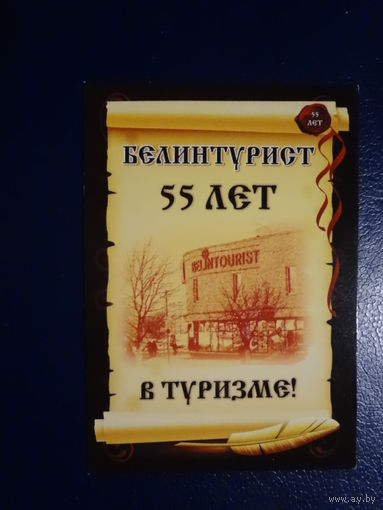 55
ЛЕТ
БЕЛИНТУРИСТ
55 ЛЕТ
BELINTOURIST
В ТУРИЗМЕ!
www.ay.by